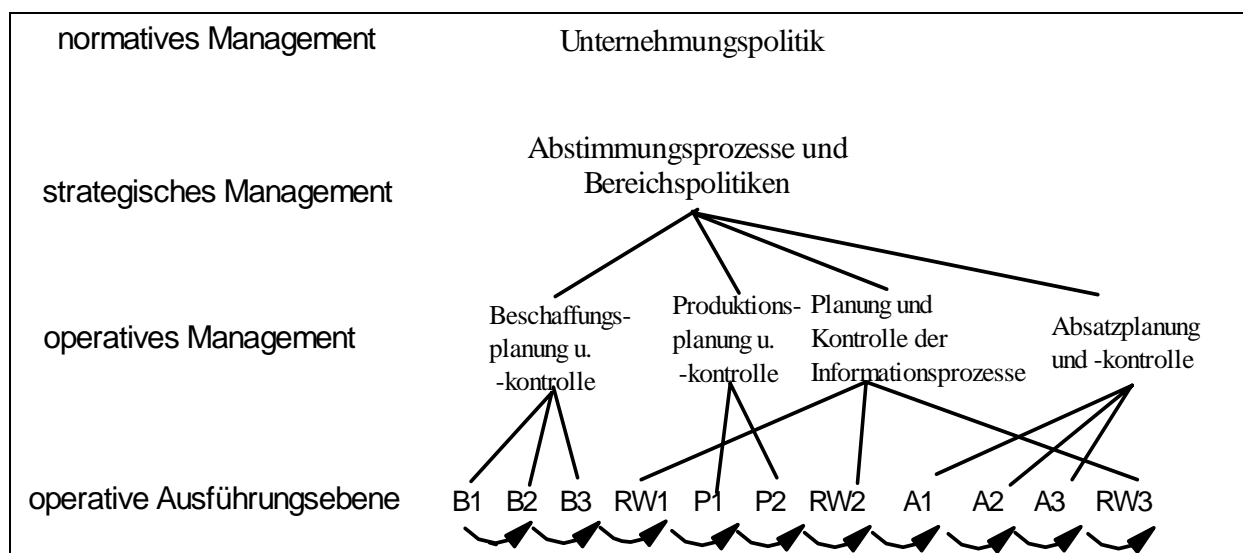 normatives Management
Unternehmungspolitik
Abstimmungsprozesse und
Bereichspolitiken
strategisches Management
Beschaffungs-
planung u.
-kontrolle
Produktions-
planung u.
-kontrolle
Planung und
Kontrolle der
Informationsprozesse
Absatzplanung
und -kontrolle
operatives Management
operative Ausführungsebene
B1 B2 B3 RW1 P1 P2 RW2 A1 A2 A3 RW3